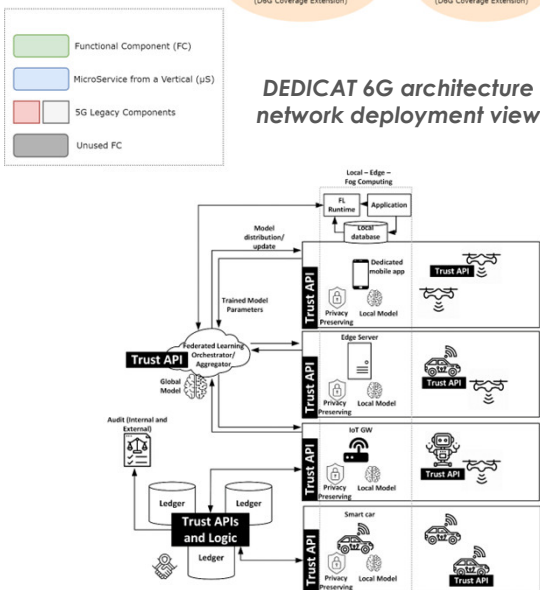 (D6G Coverage Extension)
(D6G Coverage Extension)
Functional Component (FC)
MicroService from a Vertical (μS)
5G Legacy Components
Unused FC
DEDICAT 6G architecture
network deployment view
Local – Edge –
Fog Computing
FL
Runtime
Application
Local
database
Model
distribution/
update
Trained Model
Parameters
Trust API
Dedicated
mobile app
Privacy
Preserving
Local Model
Trust API
Federated Learning
Orchestrator/
Aggregator
Trust API
Global
Model
Trust API
Edge Server
Privacy
Preserving
Local Model
Trust API
Audit (Internal and
External)
Trust API
IoT GW
Privacy
Preserving
Local Model
Trust API
Ledger
Ledger
Trust APIs
and Logic
Ledger
Trust API
Smart car
Privacy
Preserving
Local Model
Trust API